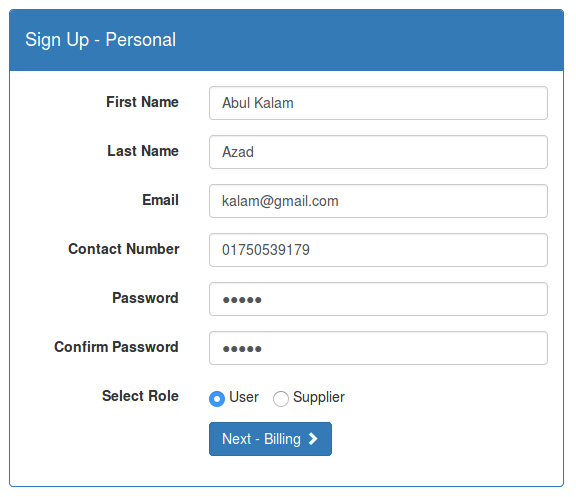 Sign Up - Personal
First Name Abul Kalam
Last Name Azad
Email kalam@gmail.com
Contact Number 01750539179
Password ●●●●●
Confirm Password ●●●●●
Select Role User Supplier
Next - Billing